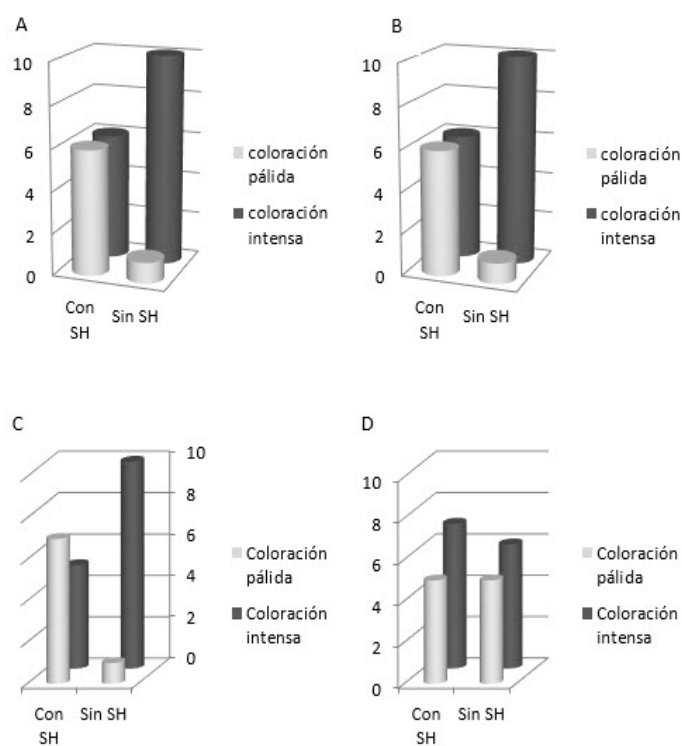 A
10
8
6
4
2
0
Con
SH
Sin SH
coloración
pálida
coloración
intensa
B
10
8
6
4
2
0
Con
SH
Sin SH
coloración
pálida
coloración
intensa
C
10
8
6
4
2
0
Con
SH
Sin SH
Coloración
pálida
Coloración
intensa
D
10
8
6
4
2
0
Con
SH
Sin SH
Coloración
pálida
Coloración
intensa